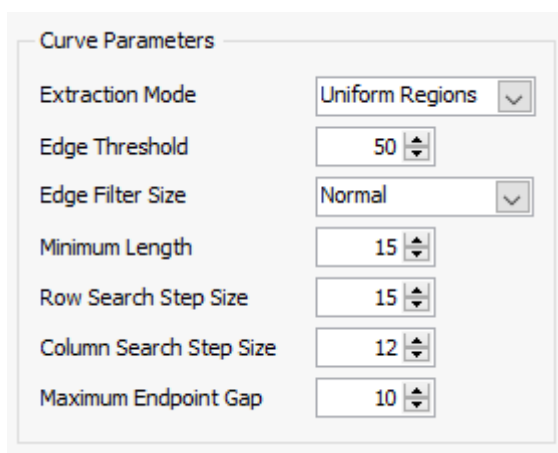 Curve Parameters
Extraction Mode Uniform Regions
Edge Threshold 50
Edge Filter Size Normal
Minimum Length 15
Row Search Step Size 15
Column Search Step Size 12
Maximum Endpoint Gap 10